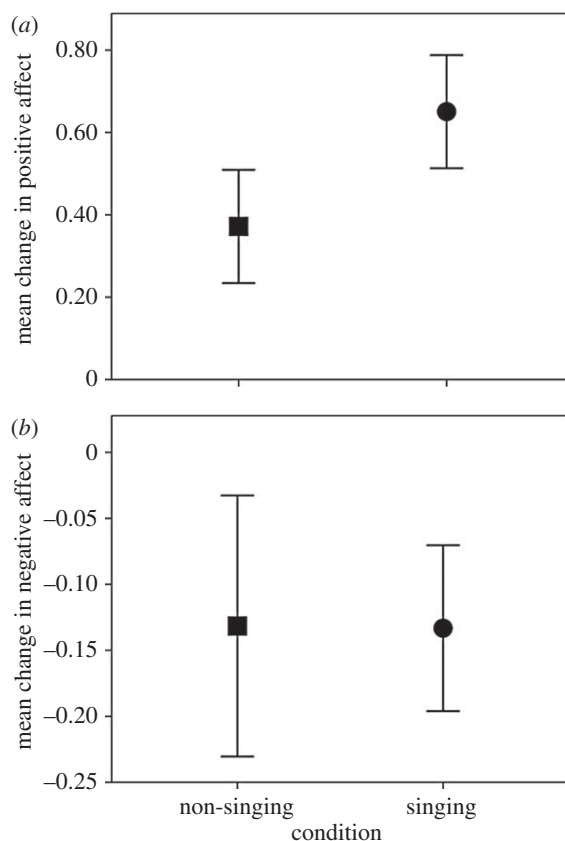 (a)
mean change in positive affect
0.80
0.60
0.40
0.20
0
(b)
mean change in negative affect
0
–0.05
–0.10
–0.15
–0.20
–0.25
non-singing singing
condition